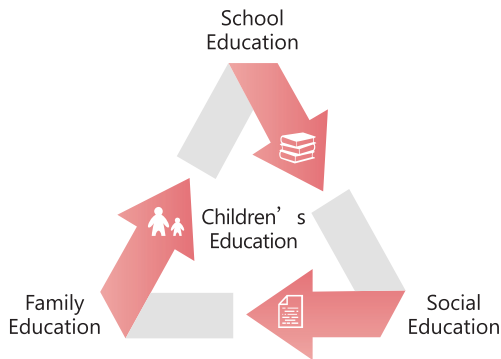 School
Education
Children’s
Education
Family
Education
Social
Education